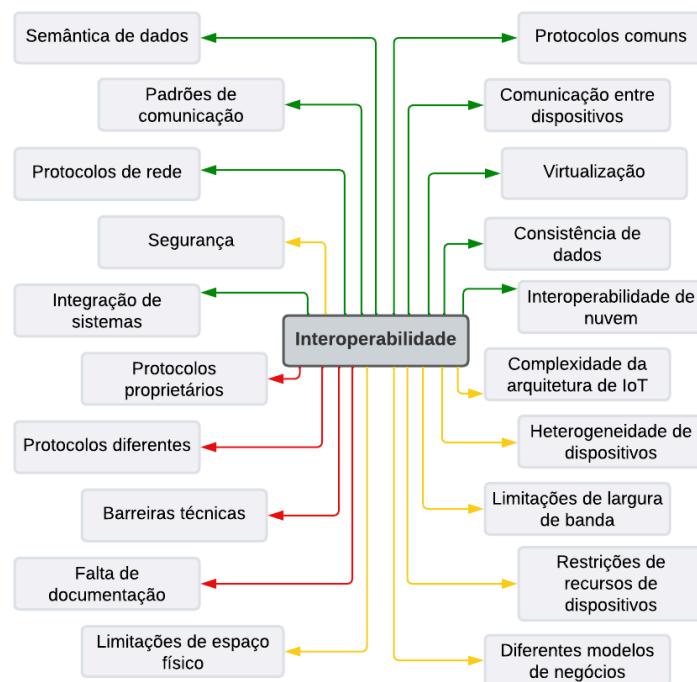 Semântica de dados
Protocolos comuns
Padrões de
comunicação
Comunicação entre
dispositivos
Protocolos de rede
Virtualização
Segurança
Consistência de
dados
Integração de
sistemas
Interoperabilidade de
nuvem
Interoperabilidade
Protocolos
proprietários
Complexidade da
arquitetura de IoT
Protocolos diferentes
Heterogeneidade de
dispositivos
Barreiras técnicas
Limitações de largura
de banda
Falta de
documentação
Restrições de
recursos de
dispositivos
Limitações de espaço
físico
Diferentes modelos
de negócios